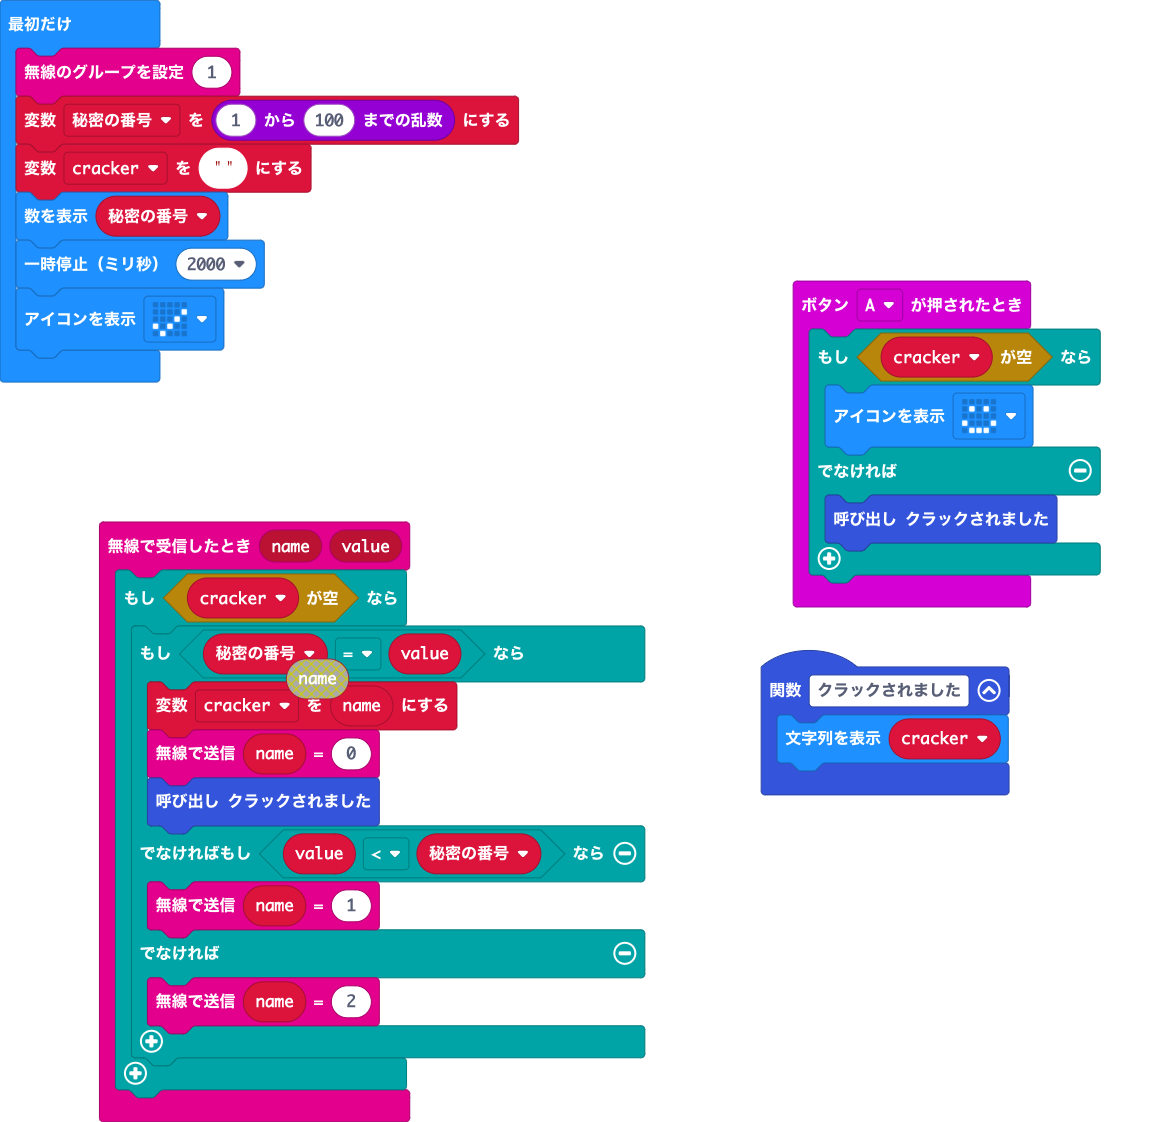 最初だけ
無線のグループを設定 1
変数 秘密の番号 を 1 から 100 までの乱数 にする
変数 cracker を " " にする
数を表示 秘密の番号
一時停止（ミリ秒） 2000
アイコンを表示
ボタン A が押されたとき
もし cracker が空 なら
アイコンを表示
でなければ
呼び出し クラックされました
無線で受信したとき name value
もし cracker が空 なら
もし 秘密の番号 = value なら
name
変数 cracker を name にする
無線で送信 name = 0
呼び出し クラックされました
でなければもし value < 秘密の番号 なら
無線で送信 name = 1
でなければ
無線で送信 name = 2
関数 クラックされました
文字列を表示 cracker